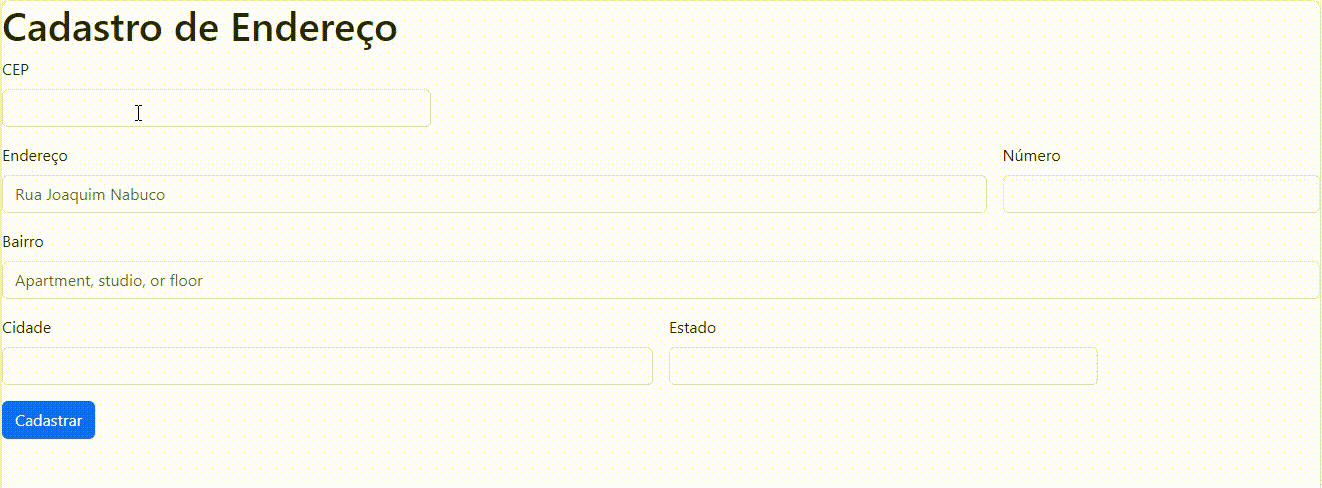 Cadastro de Endereço
CEP
Endereço
Número
Rua Joaquim Nabuco
Bairro
Apartment, studio, or floor
Cidade
Estado
Cadastrar